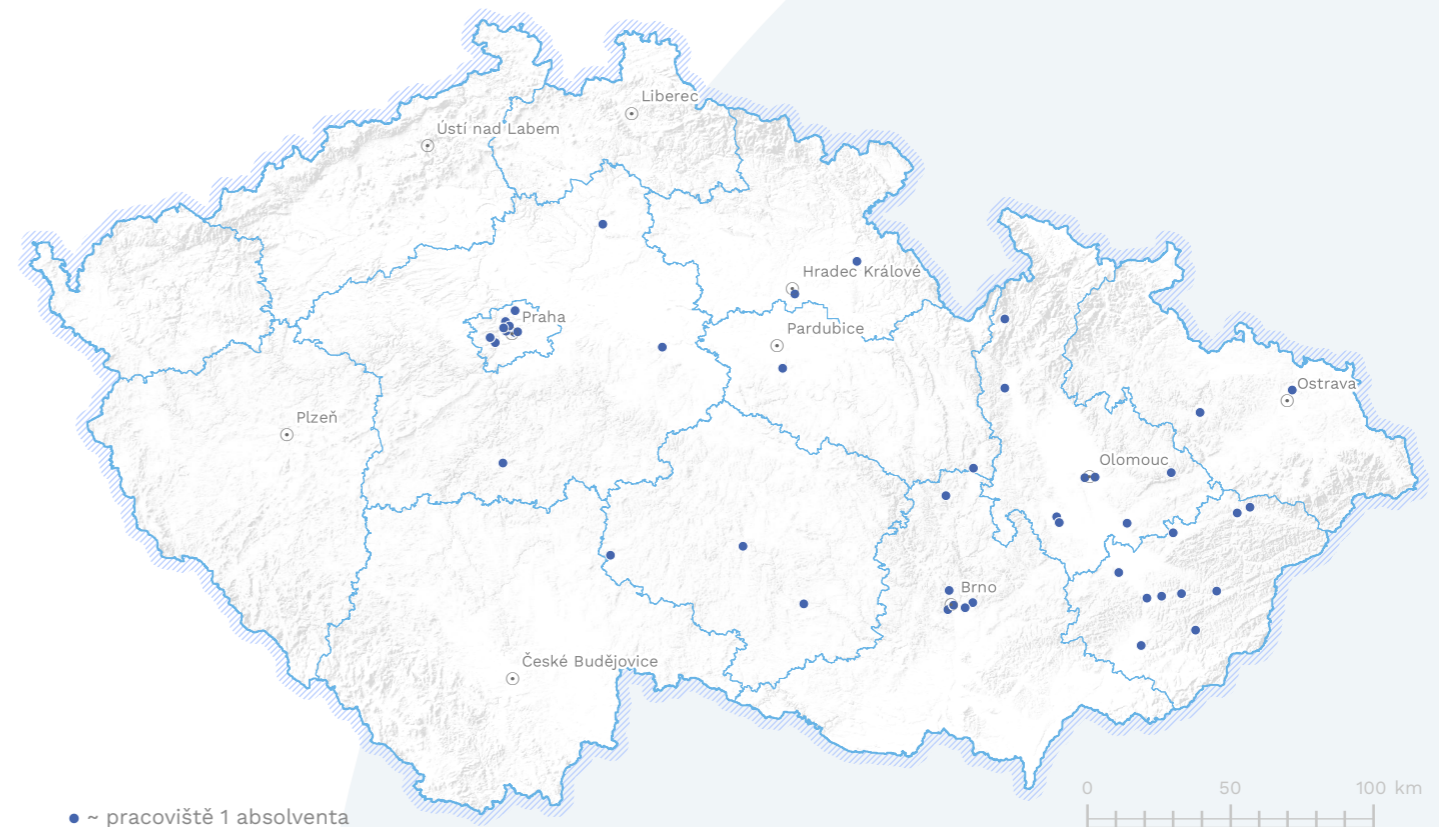 Liberec
Ústí nad Labem
Hradec Králové
Praha
Pardubice
Ostrava
Plzeň
Olomouc
Brno
České Budějovice
0 50 100 km
~ pracoviště 1 absolventa